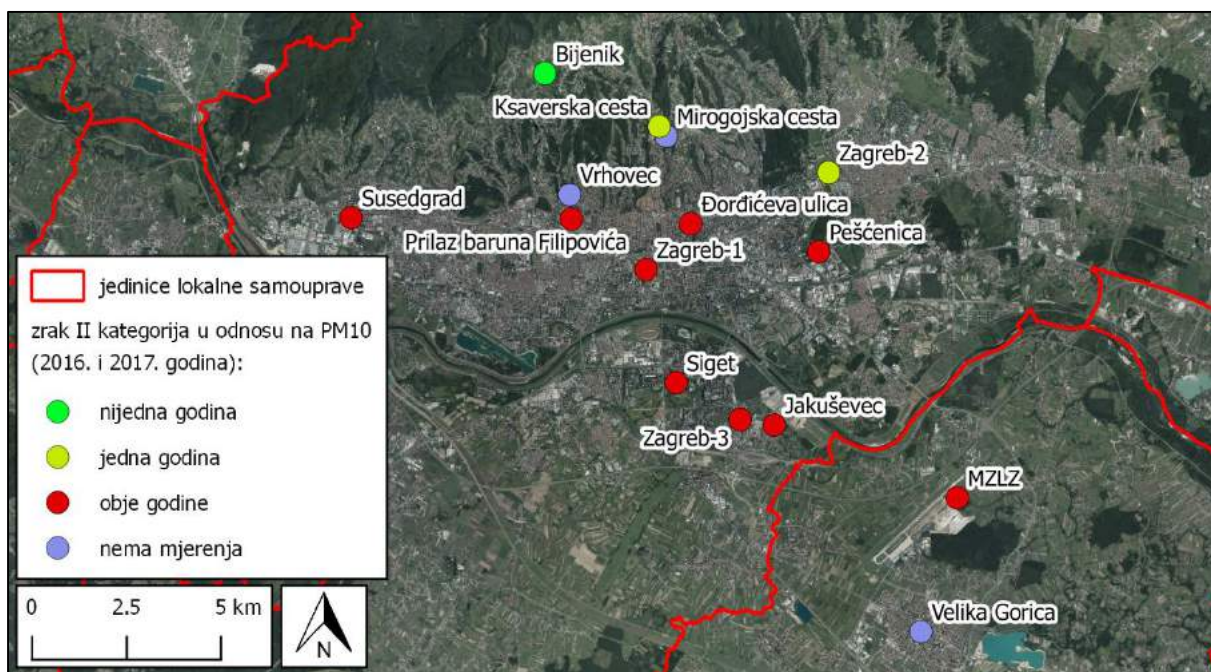 Bijenik
Ksaverska cesta
Mirogojska cesta
Zagreb-2
Vrhovec
Susedgrad
Đorđićeva ulica
Prilaz baruna Filipovića
Pešćenica
Zagreb-1
Siget
Jakuševec
Zagreb-3
MZLZ
Velika Gorica
jedinice lokalne samouprave
zrak II kategorija u odnosu na PM10
(2016. i 2017. godina):
nijedna godina
jedna godina
obje godine
nema mjerenja
0 2.5 5 km
N